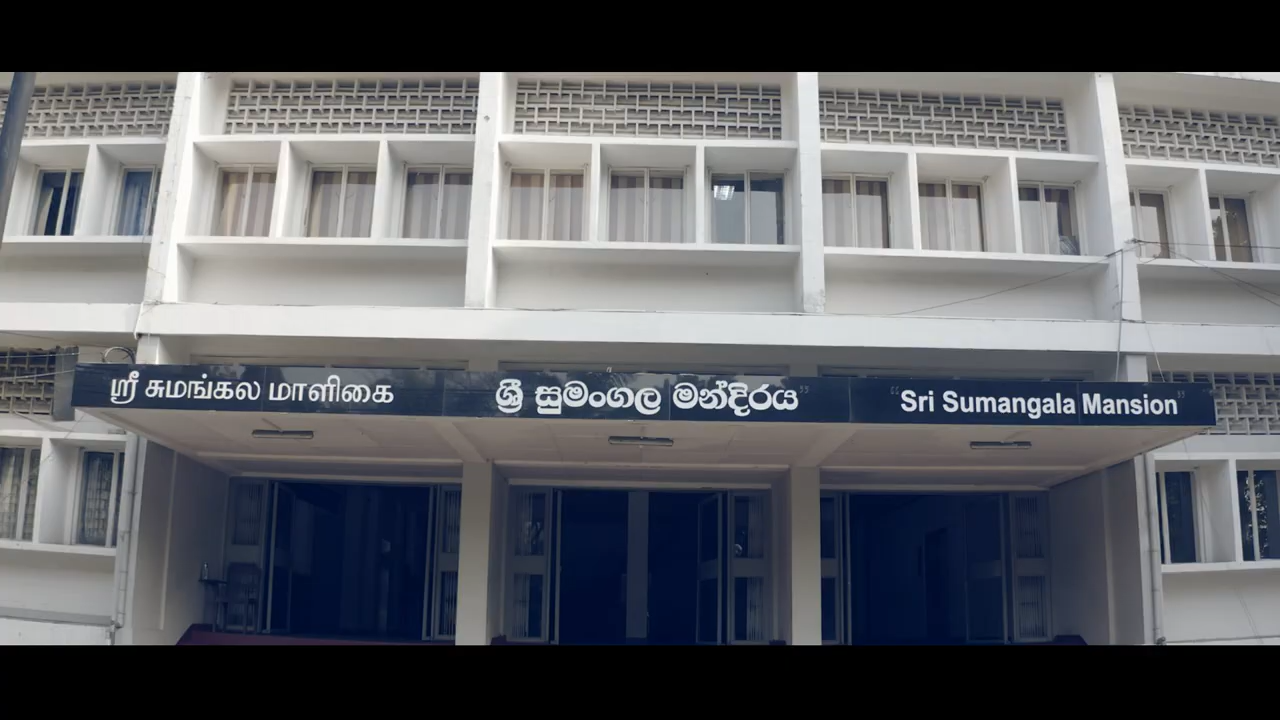 ஸ்ரீ சுமங்கல மாளிகை
ශ්‍රී සුමංගල මන්දිරය”
“Sri Sumangala Mansion”